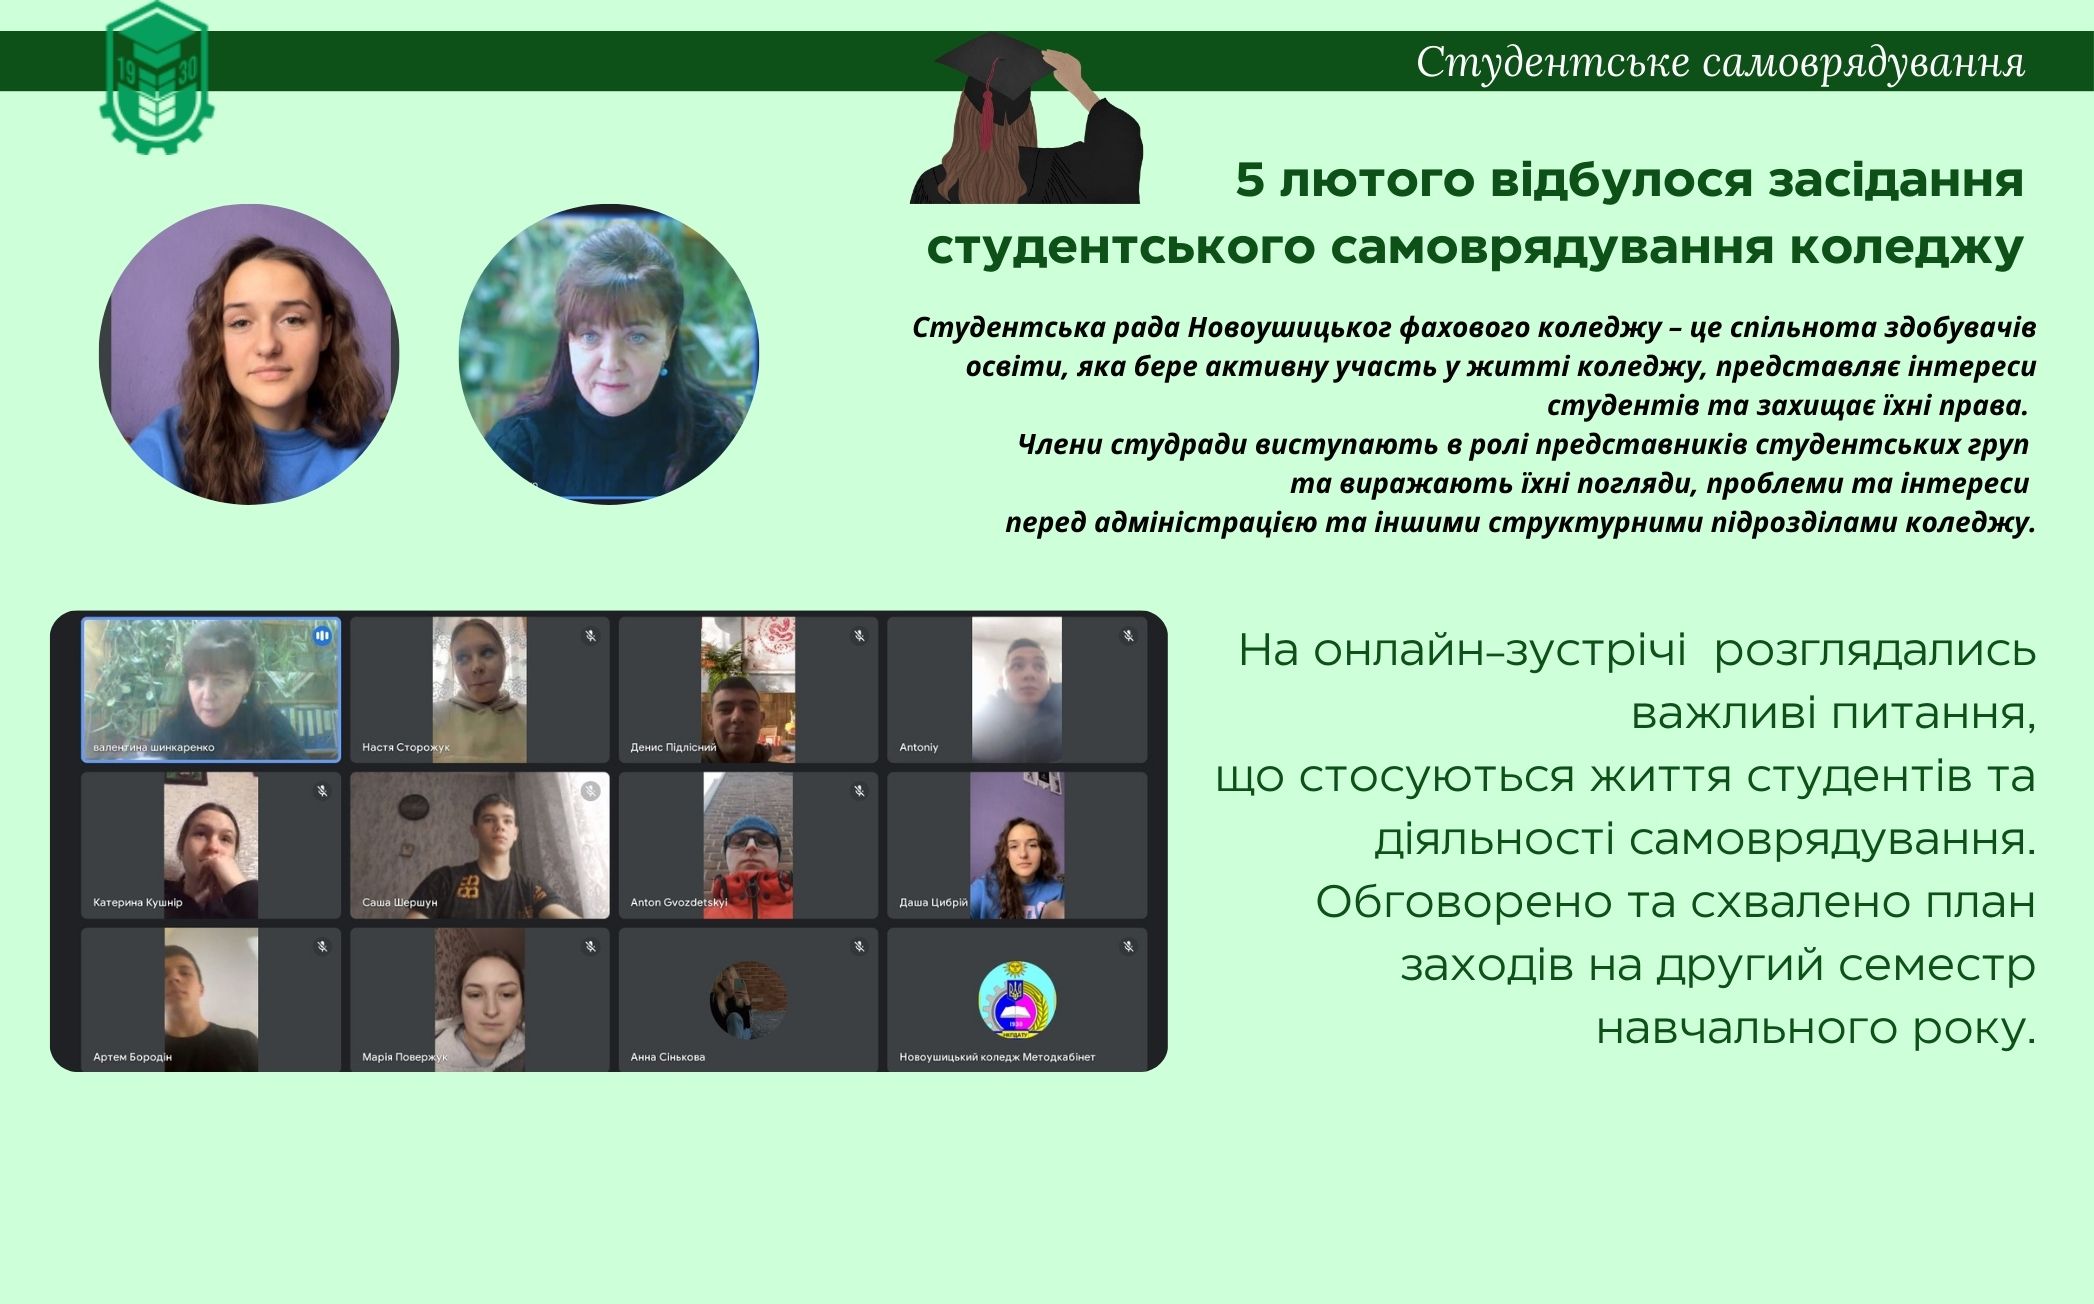 Студентське самоврядування
19 30
5 лютого відбулося засідання
студентського самоврядування коледжу
Студентська рада Новоушицьког фахового коледжу – це спільнота здобувачів
освіти, яка бере активну участь у житті коледжу, представляє інтереси
студентів та захищає їхні права.
Члени студради виступають в ролі представників студентських груп
та виражають їхні погляди, проблеми та інтереси
перед адміністрацією та іншими структурними підрозділами коледжу.
валентина шинкаренко
Настя Сторожук
Денис Підлісний
Antoniy
Катерина Кушнір
Саша Шершун
Anton Gvozdetskyi
Даша Цибрій
Артем Бородін
Марія Повержук
Анна Сінькова
1930
Новоушицький коледж Методкабінет
На онлайн-зустрічі розглядались
важливі питання,
що стосуються життя студентів та
діяльності самоврядування.
Обговорено та схвалено план
заходів на другий семестр
навчального року.